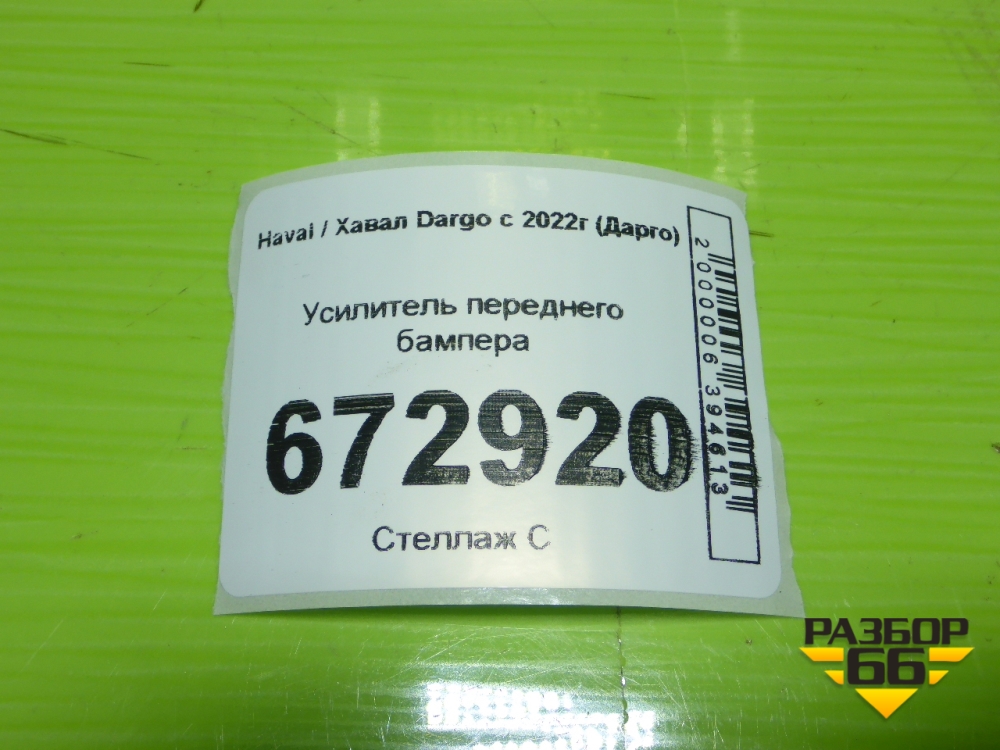 Haval / Хавал Dargo с 2022г (Дарго)
Усилитель переднего
бампера
672920
Стеллаж С
2000006394613
РАЗБОР
66